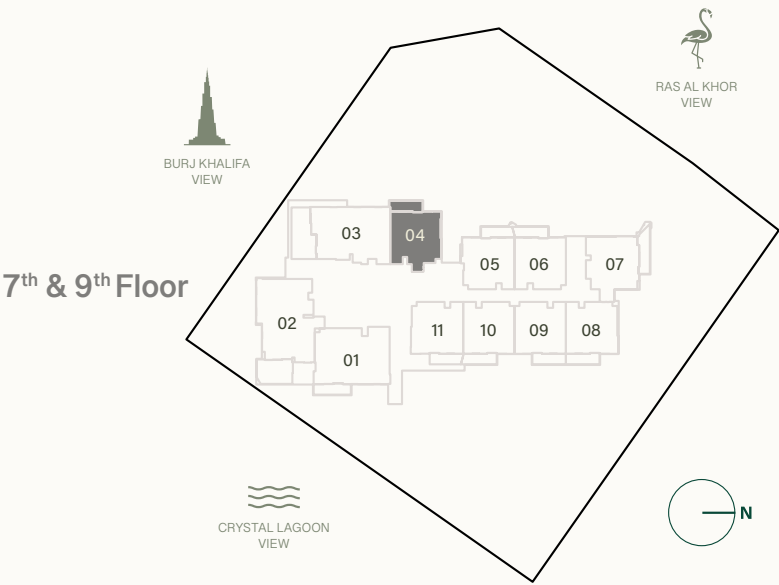 RAS AL KHOR
VIEW
BURJ KHALIFA
VIEW
03
04
05
06
07
7th & 9th Floor
02
01
11
10
09
08
CRYSTAL LAGOON
VIEW
N